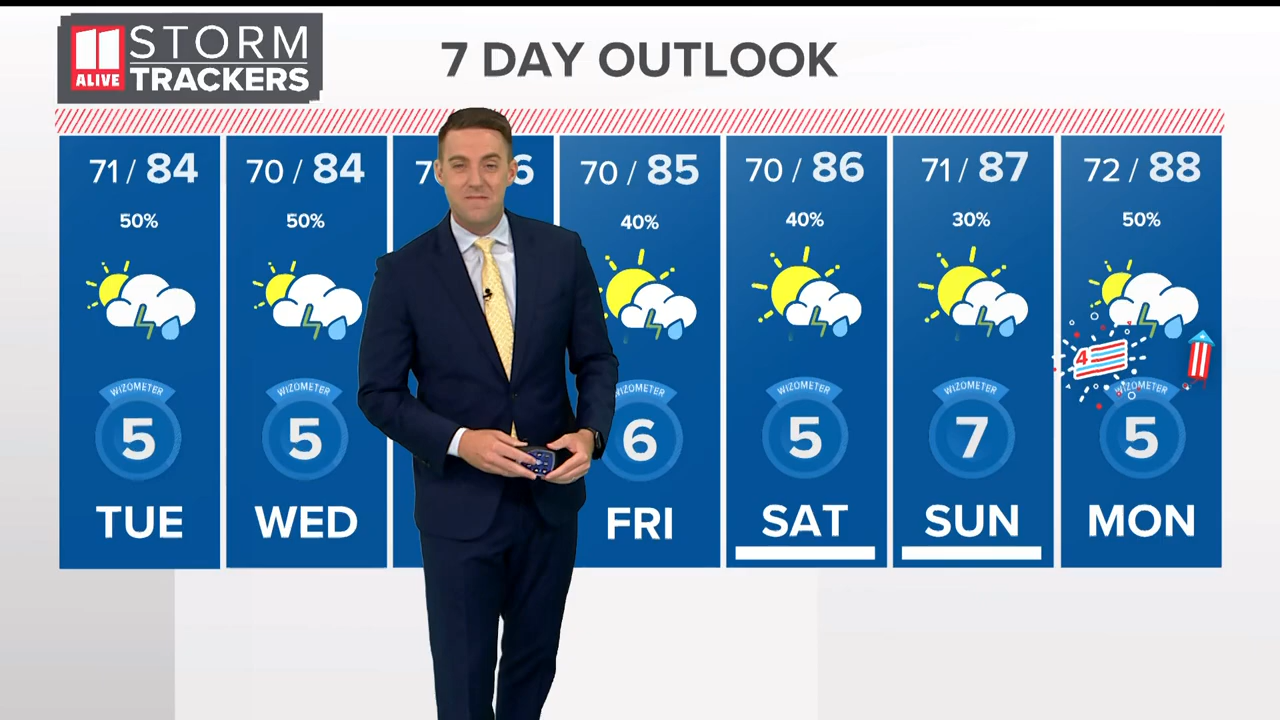 11 ALIVE
STORM
TRACKERS
7 DAY OUTLOOK
71 / 84
50%
WIZOMETER
5
TUE
70 / 84
50%
WIZOMETER
5
WED
70 / 85
40%
WIZOMETER
6
FRI
70 / 86
40%
WIZOMETER
5
SAT
71 / 87
30%
WIZOMETER
7
SUN
72 / 88
50%
4
WIZOMETER
5
MON